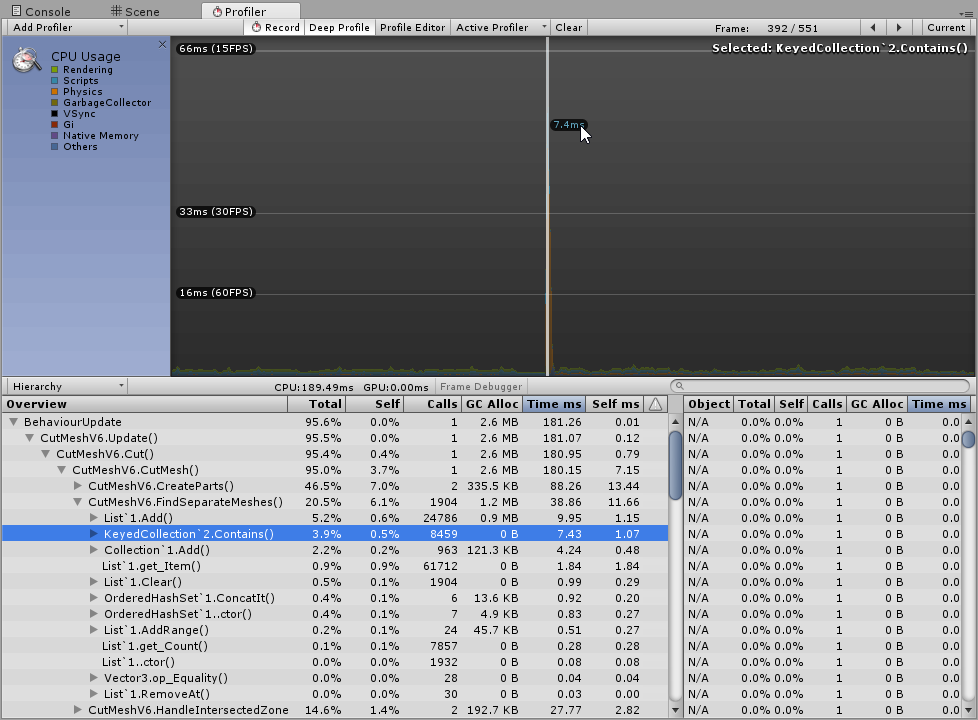 Console Scene Profiler
Add Profiler Record Deep Profile Profile Editor Active Profiler Clear Frame: 392 / 551 Current
CPU Usage
Rendering
Scripts
Physics
GarbageCollector
VSync
Gi
Native Memory
Others
66ms (15FPS) Selected: KeyedCollection`2.Contains()
7.4ms
33ms (30FPS)
16ms (60FPS)
Hierarchy CPU:189.49ms GPU:0.00ms Frame Debugger
Overview Total Self Calls GC Alloc Time ms Self ms Object Total Self Calls GC Alloc Time ms
BehaviourUpdate 95.6% 0.0% 1 2.6 MB 181.26 0.01 N/A 0.0% 0.0% 1 0 B 0.0
CutMeshV6.Update() 95.5% 0.0% 1 2.6 MB 181.07 0.12 N/A 0.0% 0.0% 1 0 B 0.0
CutMeshV6.Cut() 95.4% 0.4% 1 2.6 MB 180.95 0.79 N/A 0.0% 0.0% 1 0 B 0.0
CutMeshV6.CutMesh() 95.0% 3.7% 1 2.6 MB 180.15 7.15 N/A 0.0% 0.0% 1 0 B 0.0
CutMeshV6.CreateParts() 46.5% 7.0% 2 335.5 KB 88.26 13.44 N/A 0.0% 0.0% 1 0 B 0.0
CutMeshV6.FindSeparateMeshes() 20.5% 6.1% 1904 1.2 MB 38.86 11.66 N/A 0.0% 0.0% 1 0 B 0.0
List`1.Add() 5.2% 0.6% 24786 0.9 MB 9.95 1.15 N/A 0.0% 0.0% 1 0 B 0.0
KeyedCollection`2.Contains() 3.9% 0.5% 8459 0 B 7.43 1.07 N/A 0.0% 0.0% 1 0 B 0.0
Collection`1.Add() 2.2% 0.2% 963 121.3 KB 4.24 0.48 N/A 0.0% 0.0% 1 0 B 0.0
List`1.get_Item() 0.9% 0.9% 61712 0 B 1.84 1.84 N/A 0.0% 0.0% 1 0 B 0.0
List`1.Clear() 0.5% 0.1% 1904 0 B 0.99 0.29 N/A 0.0% 0.0% 1 0 B 0.0
OrderedHashSet`1.ConcatIt() 0.4% 0.1% 6 13.6 KB 0.92 0.20 N/A 0.0% 0.0% 1 0 B 0.0
OrderedHashSet`1..ctor() 0.4% 0.1% 7 4.9 KB 0.83 0.27 N/A 0.0% 0.0% 1 0 B 0.0
List`1.AddRange() 0.2% 0.1% 24 45.7 KB 0.51 0.27 N/A 0.0% 0.0% 1 0 B 0.0
List`1.get_Count() 0.1% 0.1% 7857 0 B 0.28 0.28 N/A 0.0% 0.0% 1 0 B 0.0
List`1..ctor() 0.0% 0.0% 1932 0 B 0.08 0.08 N/A 0.0% 0.0% 1 0 B 0.0
Vector3.op_Equality() 0.0% 0.0% 28 0 B 0.04 0.04 N/A 0.0% 0.0% 1 0 B 0.0
List`1.RemoveAt() 0.0% 0.0% 30 0 B 0.03 0.00 N/A 0.0% 0.0% 1 0 B 0.0
CutMeshV6.HandleIntersectedZone 14.6% 1.4% 2 192.7 KB 27.77 2.82 N/A 0.0% 0.0% 1 0 B 0.0